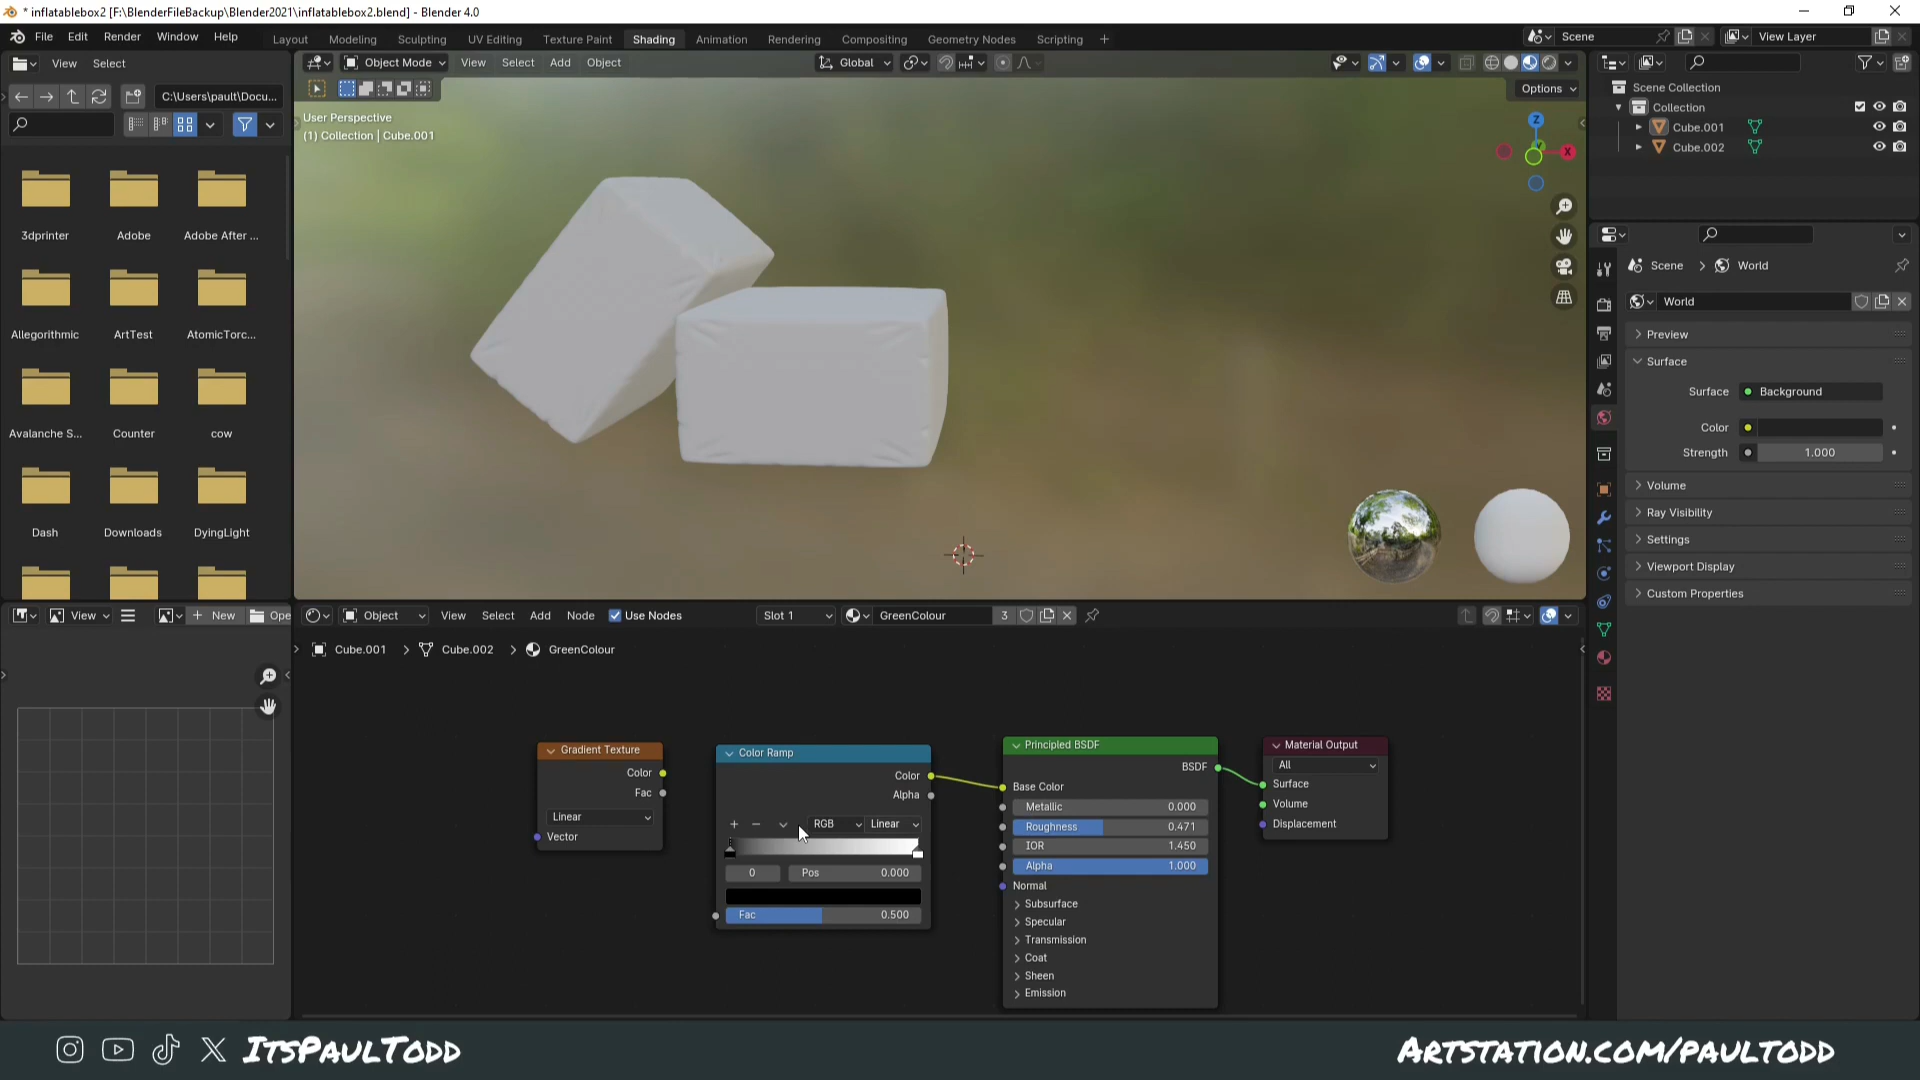 * inflatablebox2 [F:\BlenderFileBackup\Blender2021\inflatablebox2.blend] - Blender 4.0
File Edit Render Window Help
Layout Modeling Sculpting UV Editing Texture Paint Shading Animation Rendering Compositing Geometry Nodes Scripting +
Scene
View Layer
View Select
C:\Users\pault\Docu...
3dprinter Adobe Adobe After ...
Allegorithmic ArtTest AtomicTorc...
Avalanche S... Counter cow
Dash Downloads DyingLight
Object Mode View Select Add Object
Global
Options
User Perspective
(1) Collection | Cube.001
Z
X
Scene Collection
Collection
Cube.001
Cube.002
Scene > World
World
Preview
Surface
Surface Background
Color
Strength 1.000
Volume
Ray Visibility
Settings
Viewport Display
Custom Properties
View
+ New Ope
Object View Select Add Node Use Nodes
Slot 1
GreenColour 3
Cube.001 > Cube.002 > GreenColour
Gradient Texture
Color
Fac
Linear
Vector
Color Ramp
Color
Alpha
+ − RGB Linear
0 Pos 0.000
Fac 0.500
Principled BSDF
BSDF
Base Color
Metallic 0.000
Roughness 0.471
IOR 1.450
Alpha 1.000
Normal
Subsurface
Specular
Transmission
Coat
Sheen
Emission
Material Output
All
Surface
Volume
Displacement
ItsPaulTodd
Artstation.com/paultodd